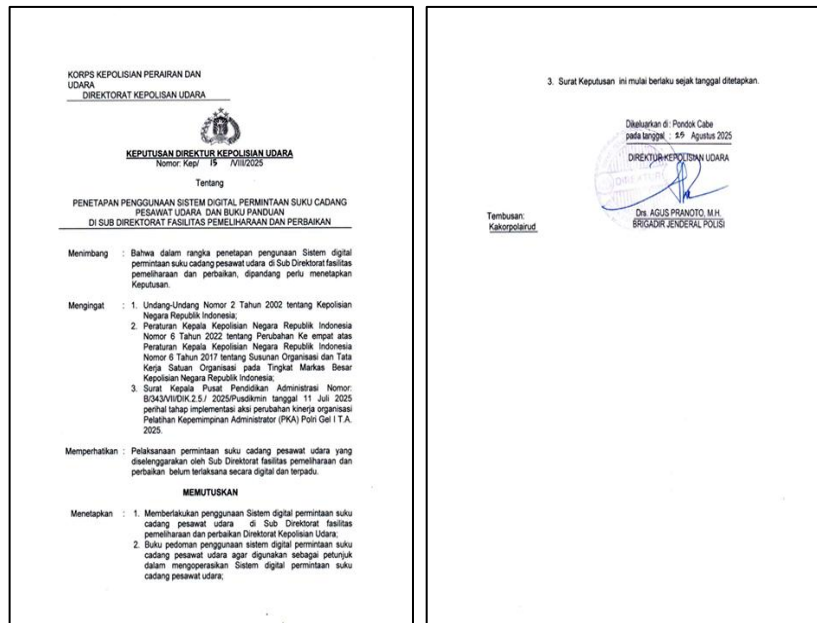 KORPS KEPOLISIAN PERAIRAN DAN
UDARA
DIREKTORAT KEPOLISAN UDARA
KEPUTUSAN DIREKTUR KEPOLISIAN UDARA
Nomor: Kep/ 15 /VIII/2025
Tentang
PENETAPAN PENGGUNAAN SISTEM DIGITAL PERMINTAAN SUKU CADANG
PESAWAT UDARA DAN BUKU PANDUAN
DI SUB DIREKTORAT FASILITAS PEMELIHARAAN DAN PERBAIKAN
Menimbang : Bahwa dalam rangka penetapan pengunaan Sistem digital
permintaan suku cadang pesawat udara di Sub Direktorat fasilitas
pemeliharaan dan perbaikan, dipandang perlu menetapkan
Keputusan.
Mengingat : 1. Undang-Undang Nomor 2 Tahun 2002 tentang Kepolisian
Negara Republik Indonesia;
2. Peraturan Kepala Kepolisian Negara Republik Indonesia
Nomor 6 Tahun 2022 tentang Perubahan Ke empat atas
Peraturan Kepala Kepolisian Negara Republik Indonesia
Nomor 6 Tahun 2017 tentang Susunan Organisasi dan Tata
Kerja Satuan Organisasi pada Tingkat Markas Besar
Kepolisian Negara Republik Indonesia;
3. Surat Kepala Pusat Pendidikan Administrasi Nomor:
B/343/VII/DIK.2.5./ 2025/Pusdikmin tanggal 11 Juli 2025
perihal tahap implementasi aksi perubahan kinerja organisasi
Pelatihan Kepemimpinan Administrator (PKA) Polri Gel I T.A.
2025.
Memperhatikan : Pelaksanaan permintaan suku cadang pesawat udara yang
diselenggarakan oleh Sub Direktorat fasilitas pemeliharaan dan
perbaikan belum terlaksana secara digital dan terpadu.
MEMUTUSKAN
Menetapkan : 1. Memberlakukan penggunaan Sistem digital permintaan suku
cadang pesawat udara di Sub Direktorat fasilitas
pemeliharaan dan perbaikan Direktorat Kepolisian Udara;
2. Buku pedoman penggunaan sistem digital permintaan suku
cadang pesawat udara agar digunakan sebagai petunjuk
dalam mengoperasikan Sistem digital permintaan suku
cadang pesawat udara;
3. Surat Keputusan ini mulai berlaku sejak tanggal ditetapkan.
Dikeluarkan di : Pondok Cabe
pada tanggal : 25 Agustus 2025
DIREKTUR KEPOLISIAN UDARA
DIREKTUR
Drs. AGUS PRANOTO, M.H.
BRIGADIR JENDERAL POLISI
Tembusan:
Kakorpolairud